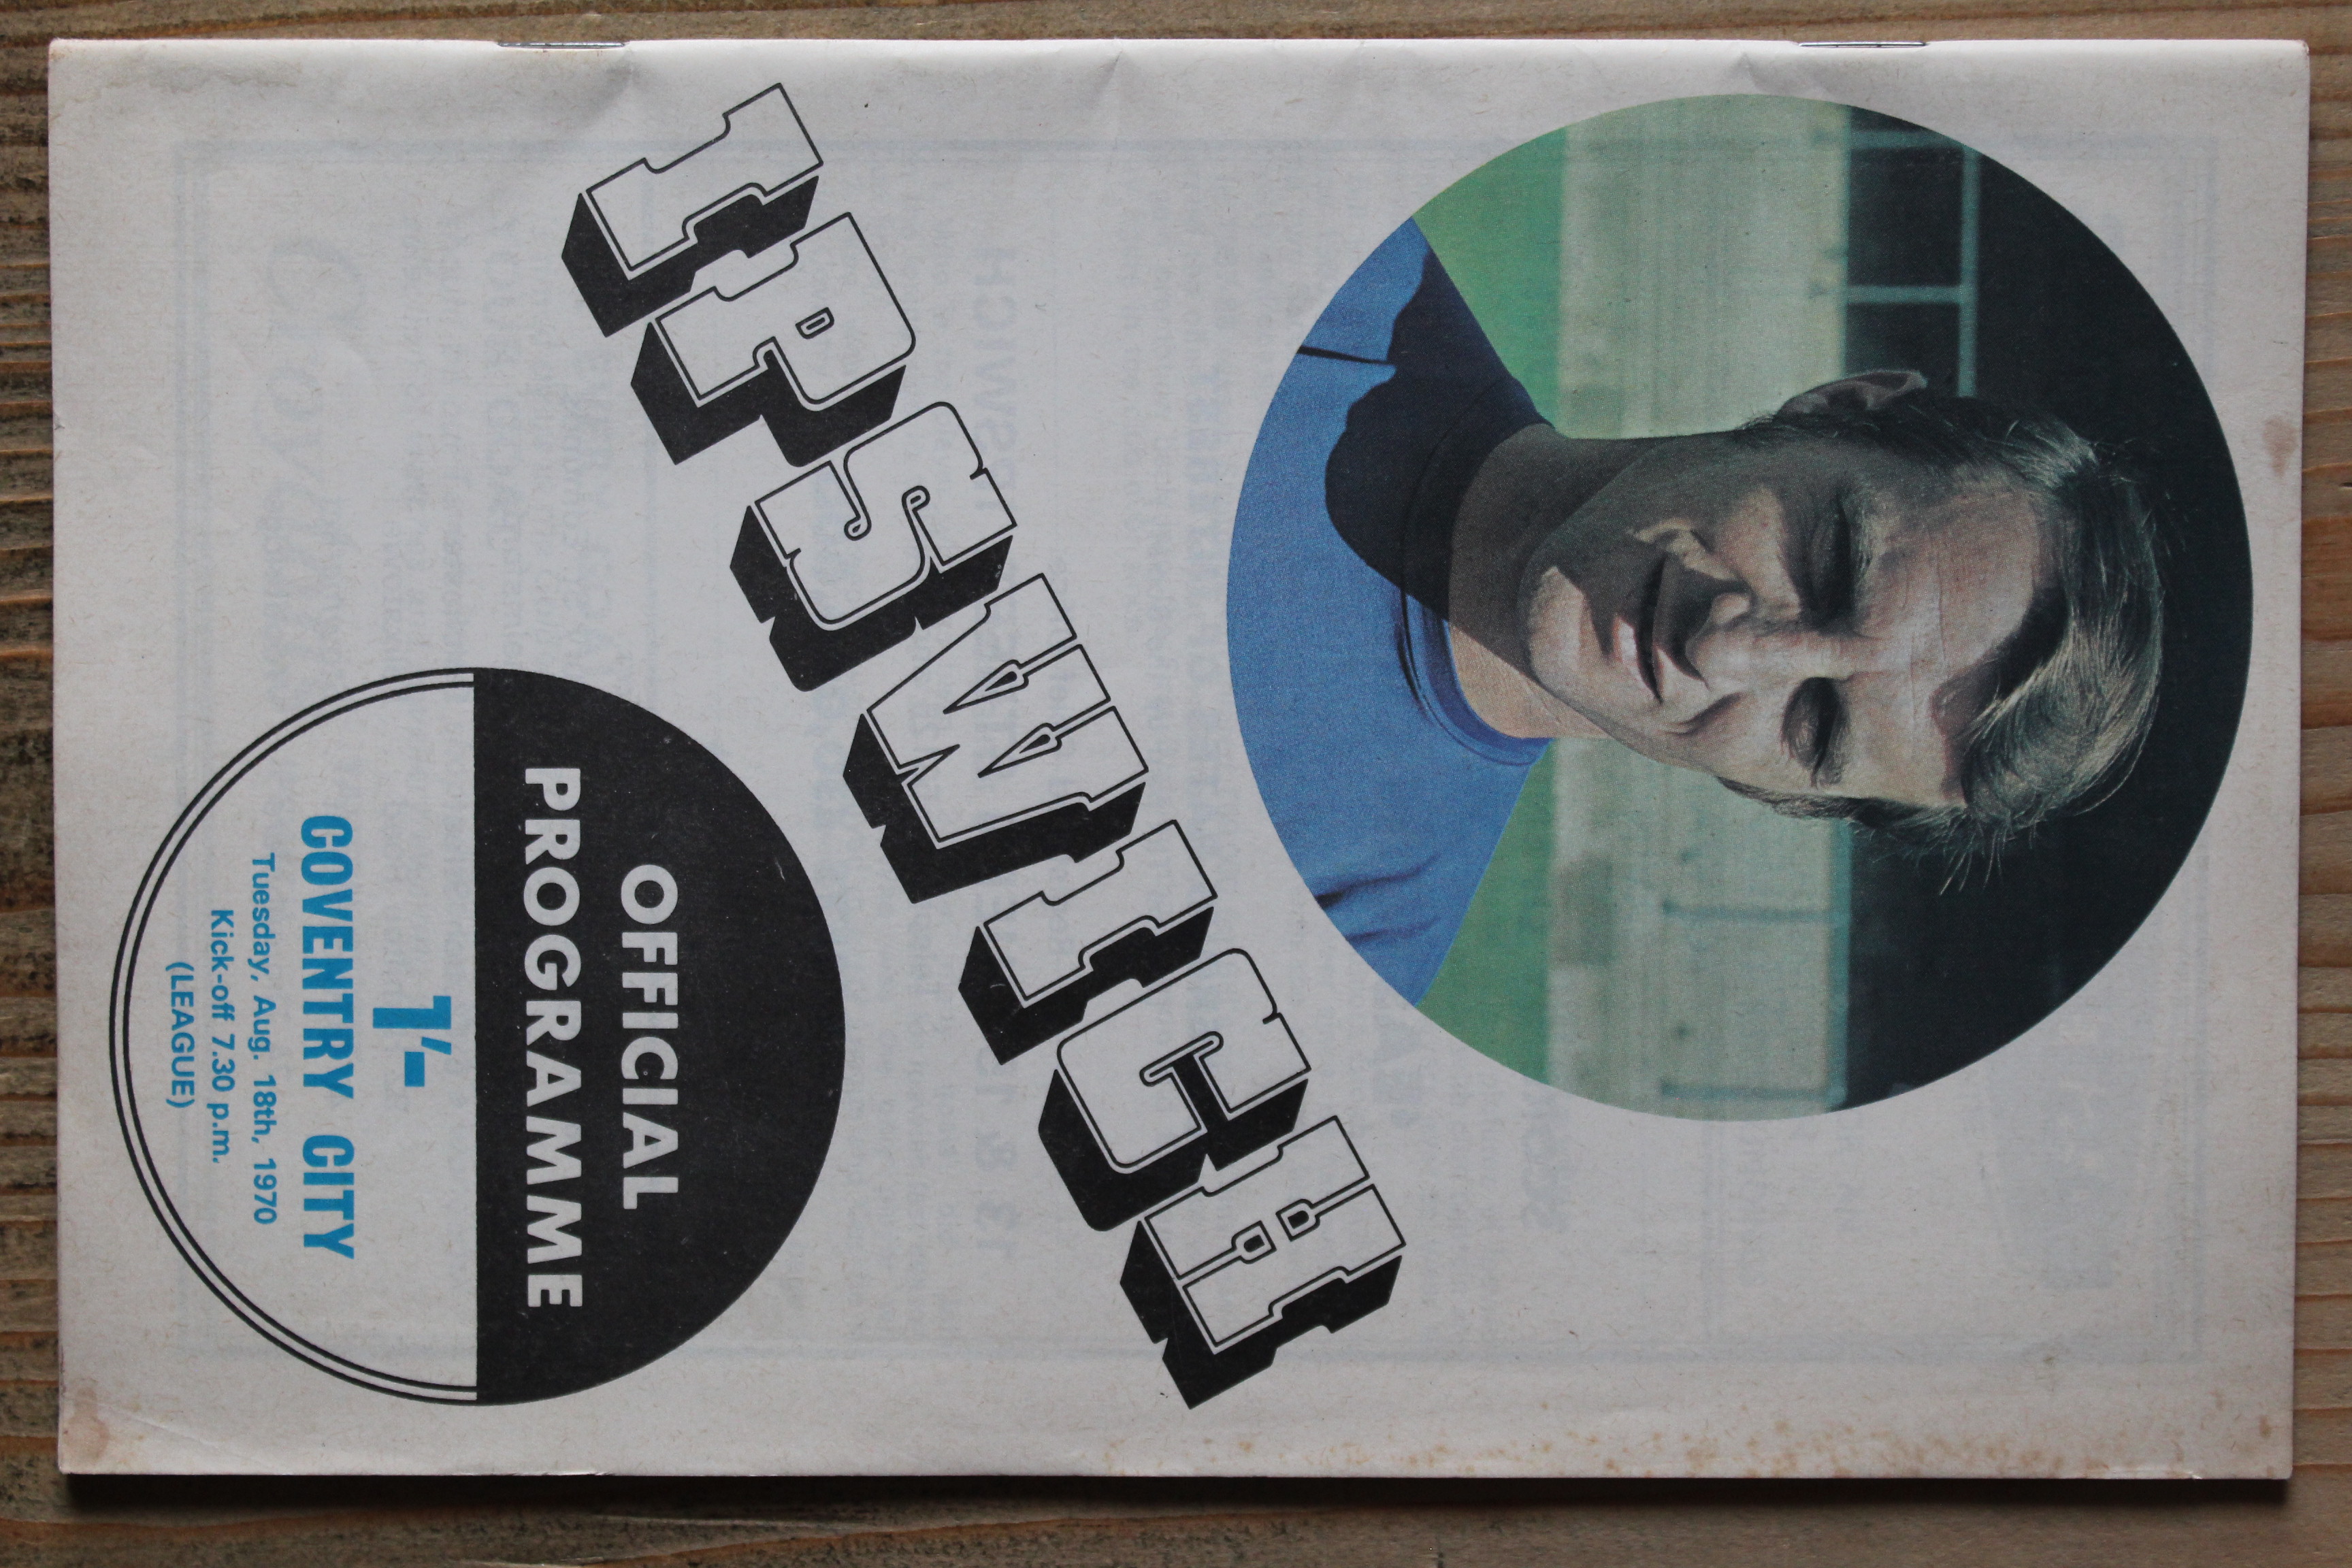 IPSWICH
OFFICIAL
PROGRAMME
1'-
COVENTRY CITY
Tuesday, Aug. 18th, 1970
Kick-off 7.30 p.m.
(LEAGUE)